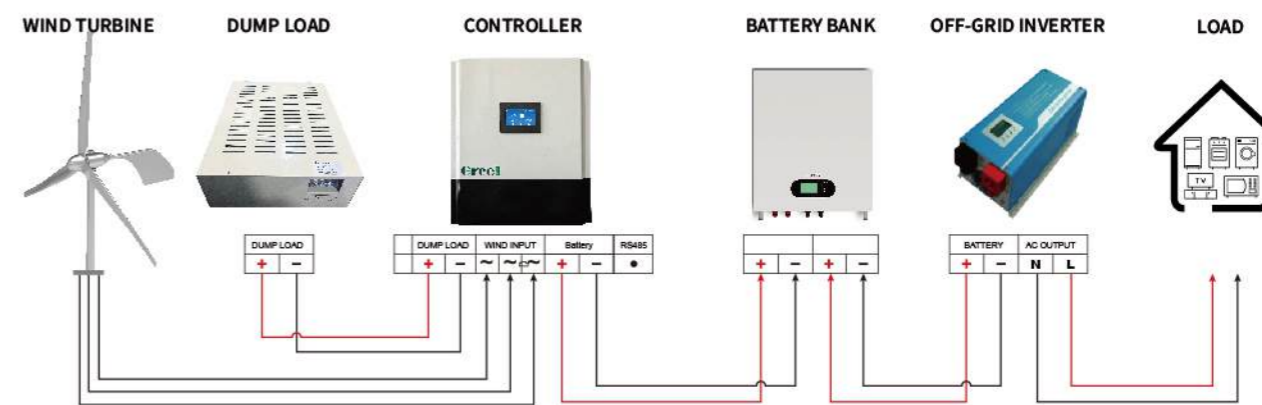 WIND TURBINE
DUMP LOAD
CONTROLLER
BATTERY BANK
OFF-GRID INVERTER
LOAD
Greel
TV
DUMP LOAD
+ −
DUMP LOAD WIND INPUT Battery RS485
+ − ~ ~ ~ + − •
+ − + −
BATTERY AC OUTPUT
+ − N L